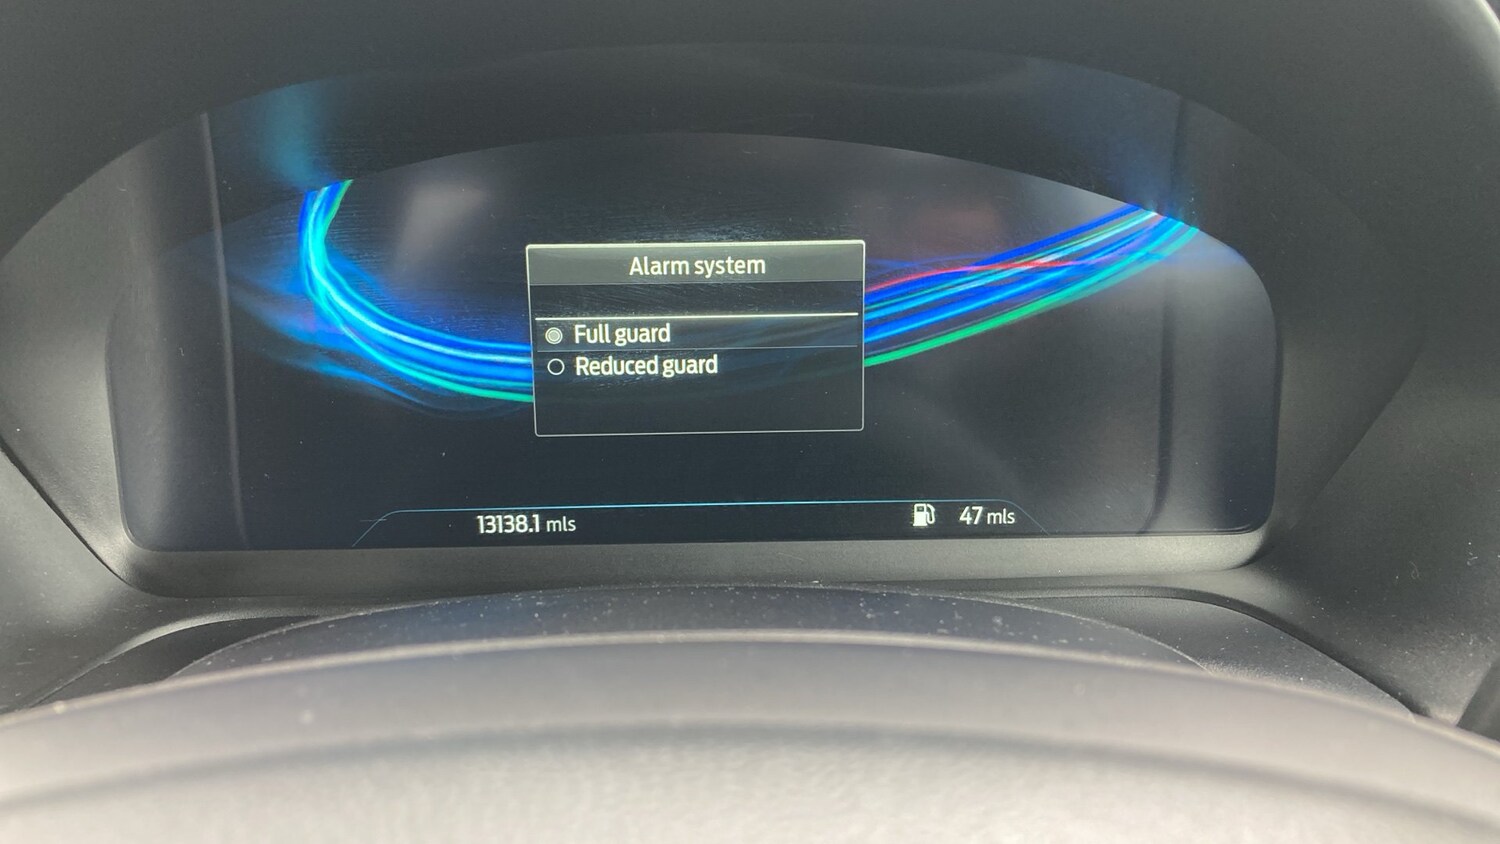 Alarm system
Full guard
Reduced guard
13138.1 mls
47 mls